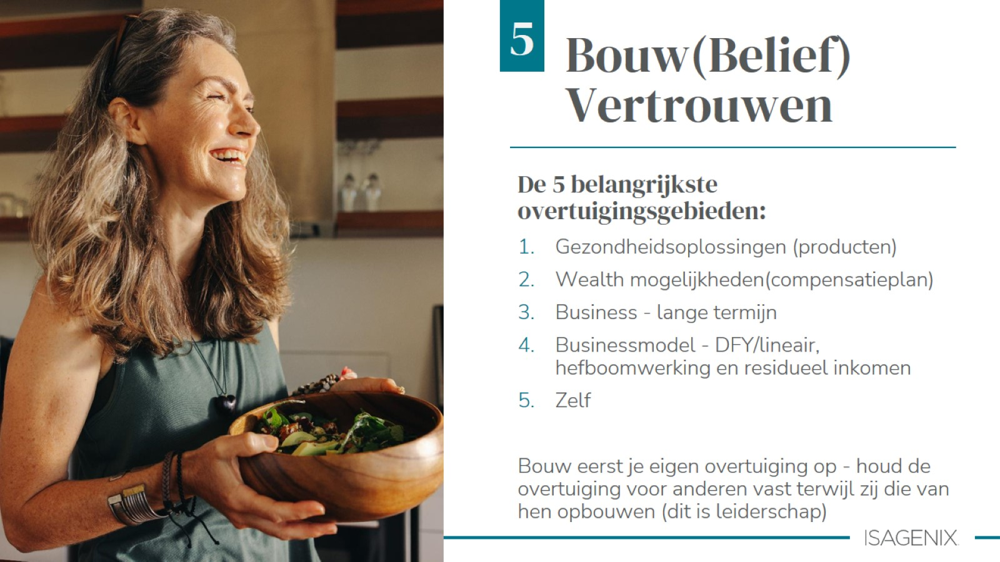 5
Bouw(Belief)
Vertrouwen
De 5 belangrijkste
overtuigingsgebieden:
1. Gezondheidsoplossingen (producten)
2. Wealth mogelijkheden(compensatieplan)
3. Business - lange termijn
4. Businessmodel - DFY/lineair,
hefboomwerking en residueel inkomen
5. Zelf
Bouw eerst je eigen overtuiging op - houd de
overtuiging voor anderen vast terwijl zij die van
hen opbouwen (dit is leiderschap)
ISAGENIX